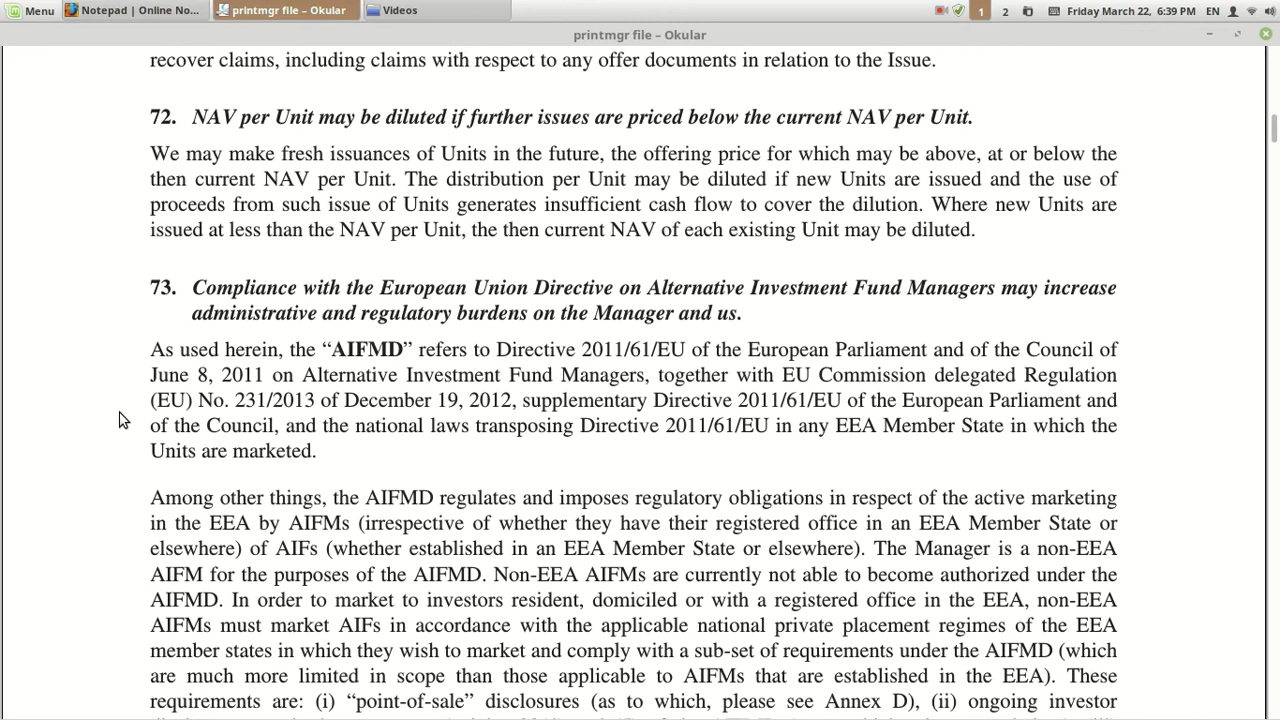 Menu
Notepad | Online No...
printmgr file – Okular
Videos
1
2
Friday March 22, 6:39 PM
EN
printmgr file – Okular
recover claims, including claims with respect to any offer documents in relation to the Issue.
72. NAV per Unit may be diluted if further issues are priced below the current NAV per Unit.
We may make fresh issuances of Units in the future, the offering price for which may be above, at or below the
then current NAV per Unit. The distribution per Unit may be diluted if new Units are issued and the use of
proceeds from such issue of Units generates insufficient cash flow to cover the dilution. Where new Units are
issued at less than the NAV per Unit, the then current NAV of each existing Unit may be diluted.
73. Compliance with the European Union Directive on Alternative Investment Fund Managers may increase
administrative and regulatory burdens on the Manager and us.
As used herein, the “AIFMD” refers to Directive 2011/61/EU of the European Parliament and of the Council of
June 8, 2011 on Alternative Investment Fund Managers, together with EU Commission delegated Regulation
(EU) No. 231/2013 of December 19, 2012, supplementary Directive 2011/61/EU of the European Parliament and
of the Council, and the national laws transposing Directive 2011/61/EU in any EEA Member State in which the
Units are marketed.
Among other things, the AIFMD regulates and imposes regulatory obligations in respect of the active marketing
in the EEA by AIFMs (irrespective of whether they have their registered office in an EEA Member State or
elsewhere) of AIFs (whether established in an EEA Member State or elsewhere). The Manager is a non-EEA
AIFM for the purposes of the AIFMD. Non-EEA AIFMs are currently not able to become authorized under the
AIFMD. In order to market to investors resident, domiciled or with a registered office in the EEA, non-EEA
AIFMs must market AIFs in accordance with the applicable national private placement regimes of the EEA
member states in which they wish to market and comply with a sub-set of requirements under the AIFMD (which
are much more limited in scope than those applicable to AIFMs that are established in the EEA). These
requirements are: (i) “point-of-sale” disclosures (as to which, please see Annex D), (ii) ongoing investor